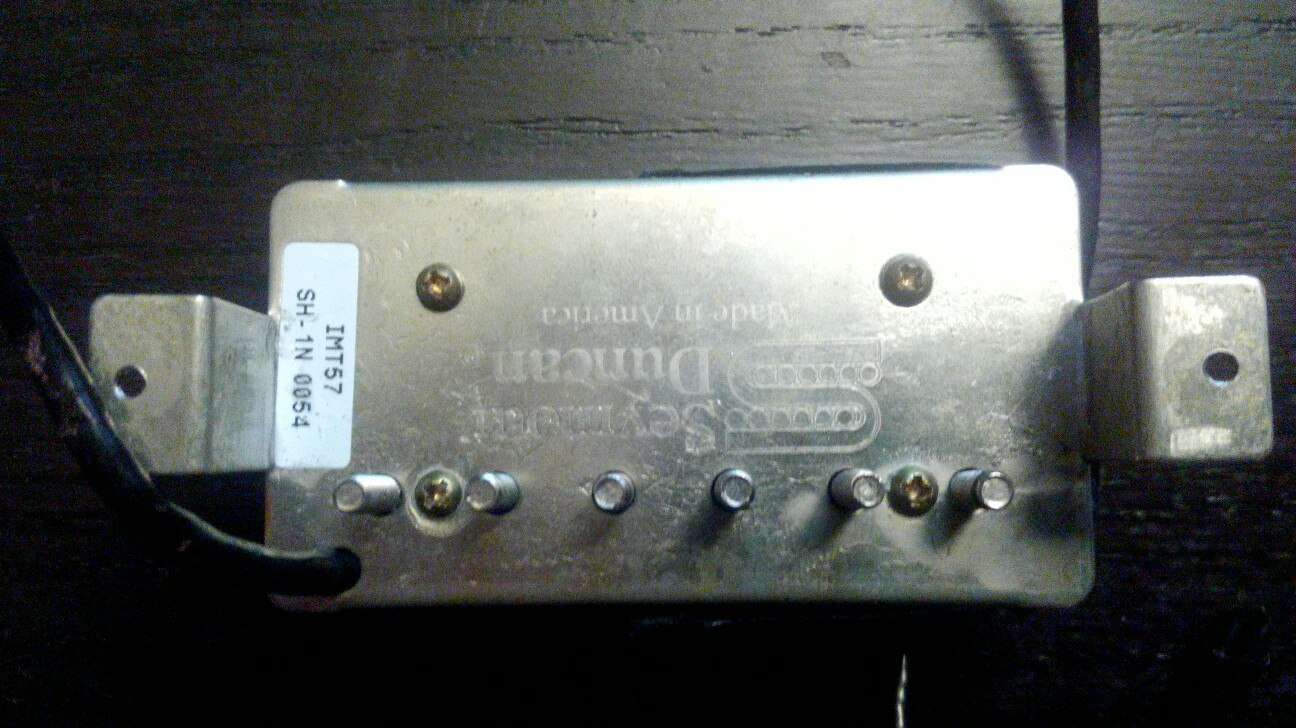 Seymour
Duncan
Made in America
IMT57
SH-1N 0054